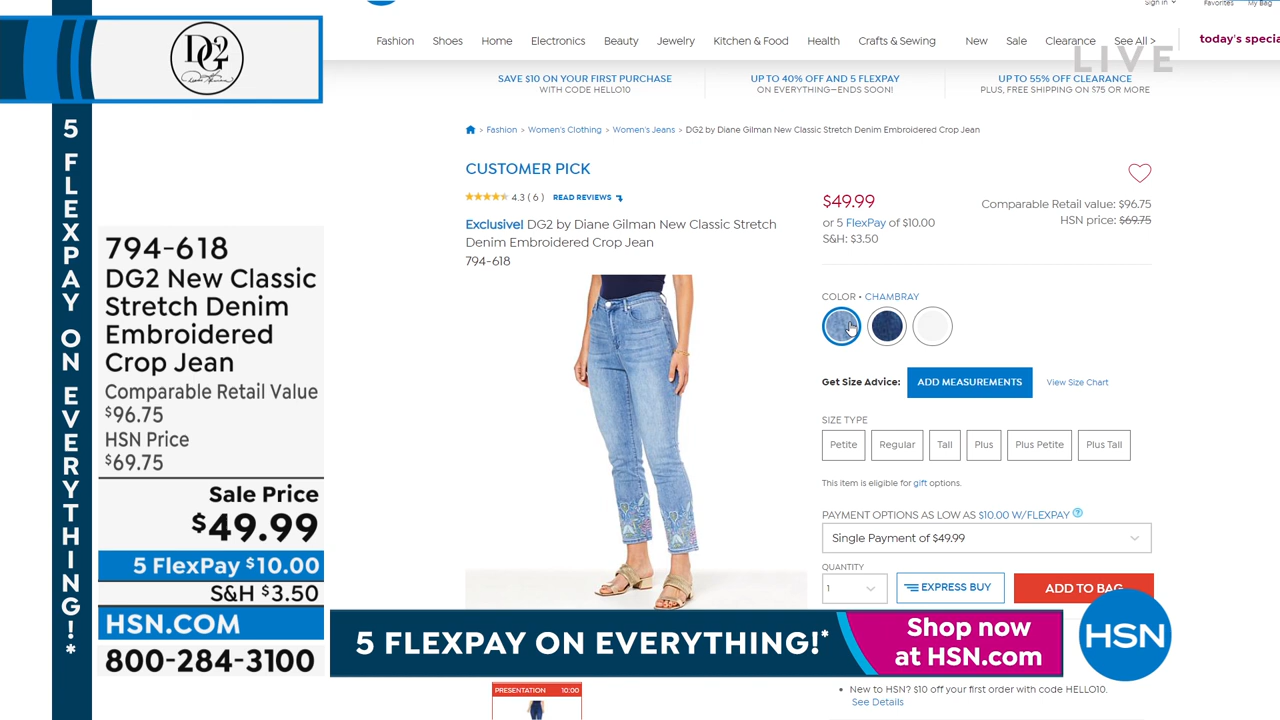 DG2
5 FLEXPAY ON EVERYTHING!*
794-618
DG2 New Classic
Stretch Denim
Embroidered
Crop Jean
Comparable Retail Value
$96.75
HSN Price
$69.75
Sale Price
$49.99
5 FlexPay $10.00
S&H $3.50
HSN.COM
800-284-3100
Sign in
Favorites
My Bag
Fashion Shoes Home Electronics Beauty Jewelry Kitchen & Food Health Crafts & Sewing New Sale Clearance See All >
today's specia
LIVE
SAVE $10 ON YOUR FIRST PURCHASE
WITH CODE HELLO10
UP TO 40% OFF AND 5 FLEXPAY
ON EVERYTHING—ENDS SOON!
UP TO 55% OFF CLEARANCE
PLUS, FREE SHIPPING ON $75 OR MORE
> Fashion > Women's Clothing > Women's Jeans > DG2 by Diane Gilman New Classic Stretch Denim Embroidered Crop Jean
CUSTOMER PICK
4.3 ( 6 ) READ REVIEWS
Exclusive! DG2 by Diane Gilman New Classic Stretch
Denim Embroidered Crop Jean
794-618
$49.99
or 5 FlexPay of $10.00
S&H: $3.50
Comparable Retail value: $96.75
HSN price: $69.75
COLOR • CHAMBRAY
Get Size Advice: ADD MEASUREMENTS View Size Chart
SIZE TYPE
Petite Regular Tall Plus Plus Petite Plus Tall
This item is eligible for gift options.
PAYMENT OPTIONS AS LOW AS $10.00 W/FLEXPAY ?
Single Payment of $49.99
QUANTITY
1
EXPRESS BUY
ADD TO BAG
5 FLEXPAY ON EVERYTHING!*
Shop now
at HSN.com
HSN
PRESENTATION 10:00
• New to HSN? $10 off your first order with code HELLO10.
See Details